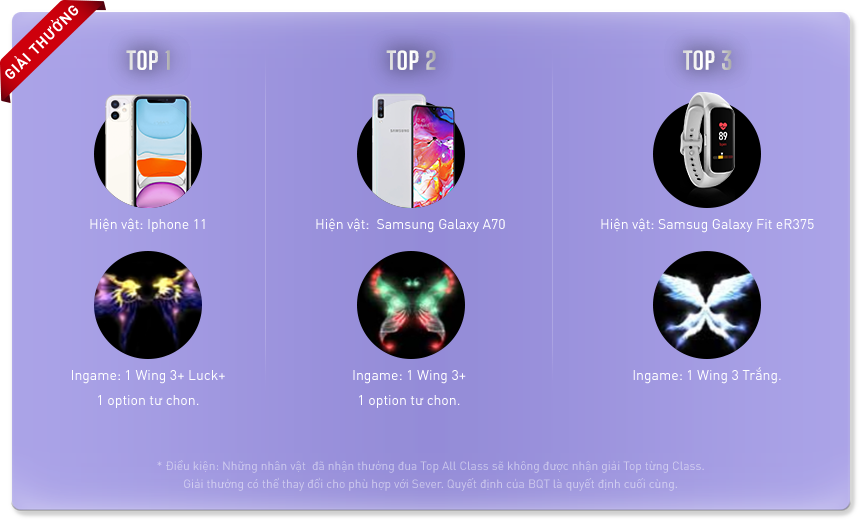 GIẢI THƯỞNG
TOP 1
TOP 2
TOP 3
SAMSUNG
89
Hiện vật: Iphone 11
Hiện vật: Samsung Galaxy A70
Hiện vật: Samsug Galaxy Fit eR375
Ingame: 1 Wing 3+ Luck+
1 option tư chon.
Ingame: 1 Wing 3+
1 option tư chon.
Ingame: 1 Wing 3 Trắng.
* Điều kiện: Những nhân vật đã nhận thưởng đua Top All Class sẽ không được nhận giải Top từng Class.
Giải thưởng có thể thay đổi cho phù hợp với Sever. Quyết định của BQT là quyết định cuối cùng.